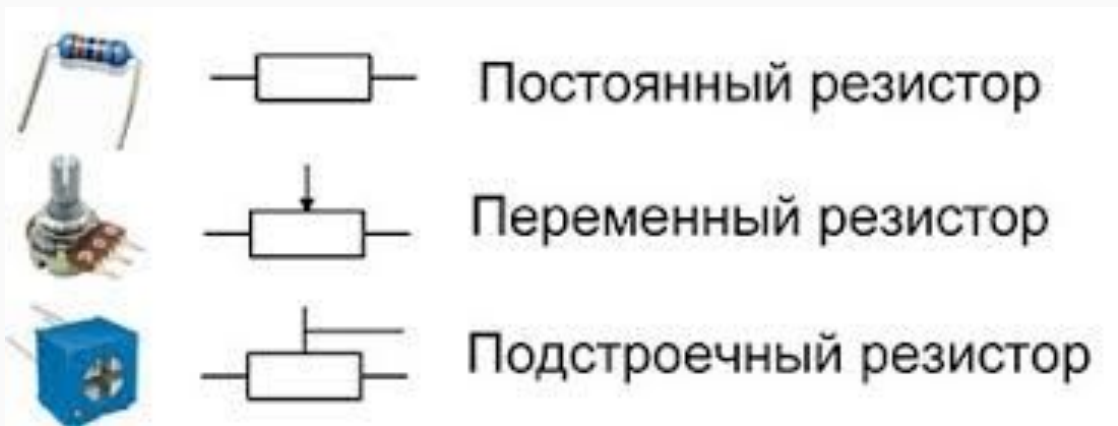 Постоянный резистор
Переменный резистор
Подстроечный резистор